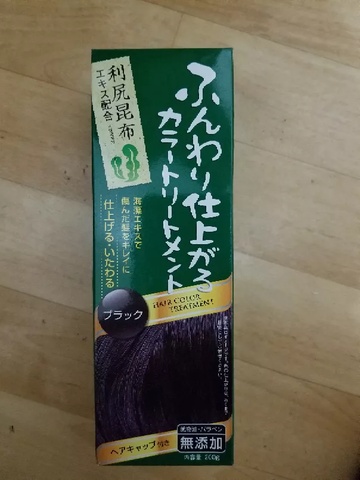 ふんわり仕上がる
カラートリートメント
利尻昆布
エキス配合
海藻エキスで
傷んだ髪をキレイに
仕上げる・いたわる
HAIR COLOR
TREATMENT
ブラック
無添加
内容量 200g
ヘアキャップ付き